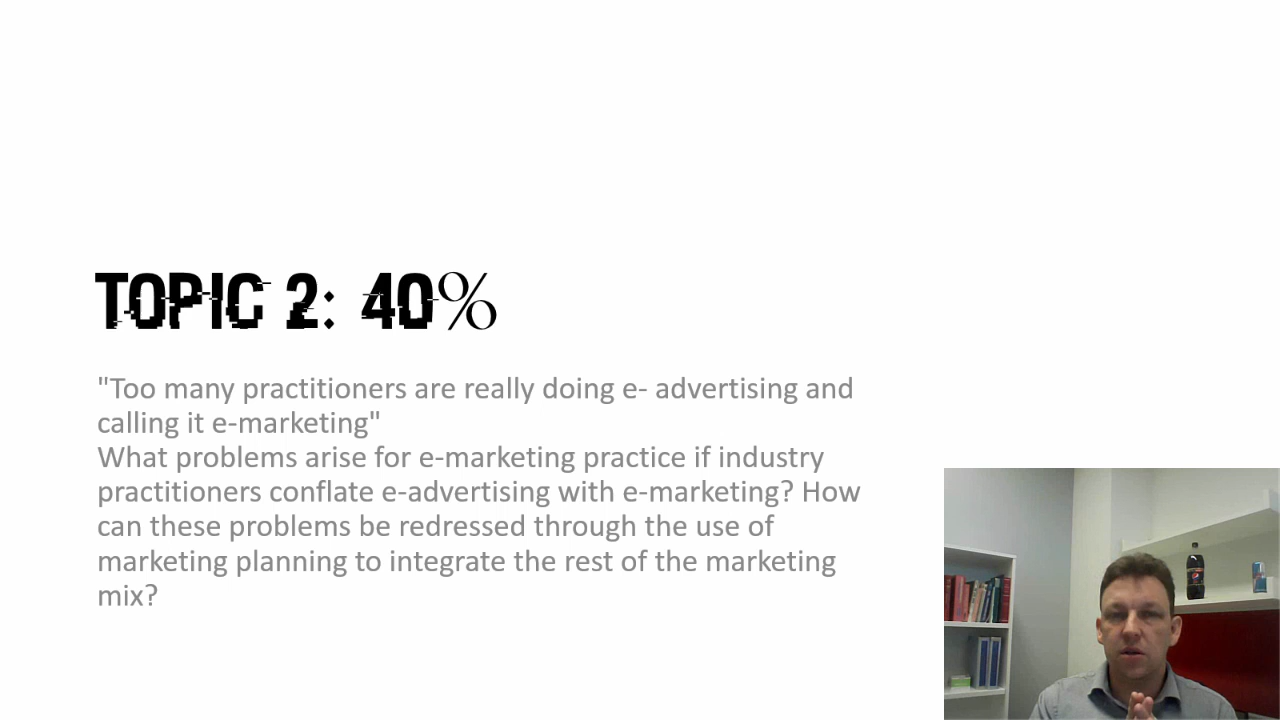 TOPIC 2: 40%
"Too many practitioners are really doing e- advertising and
calling it e-marketing"
What problems arise for e-marketing practice if industry
practitioners conflate e-advertising with e-marketing? How
can these problems be redressed through the use of
marketing planning to integrate the rest of the marketing
mix?